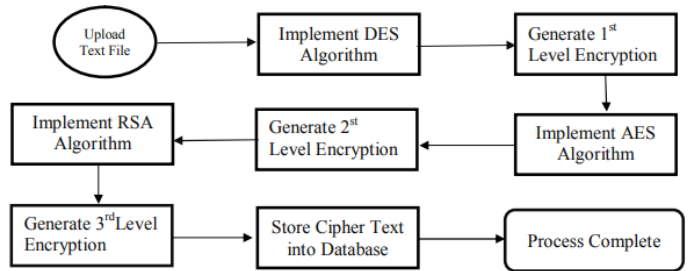 Upload
Text File
Implement DES
Algorithm
Generate 1st
Level Encryption
Implement AES
Algorithm
Generate 2st
Level Encryption
Implement RSA
Algorithm
Generate 3rdLevel
Encryption
Store Cipher Text
into Database
Process Complete